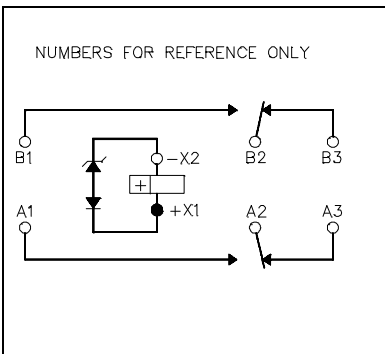 NUMBERS FOR REFERENCE ONLY
B1 -X2 B2 B3
+
A1 +X1 A2 A3